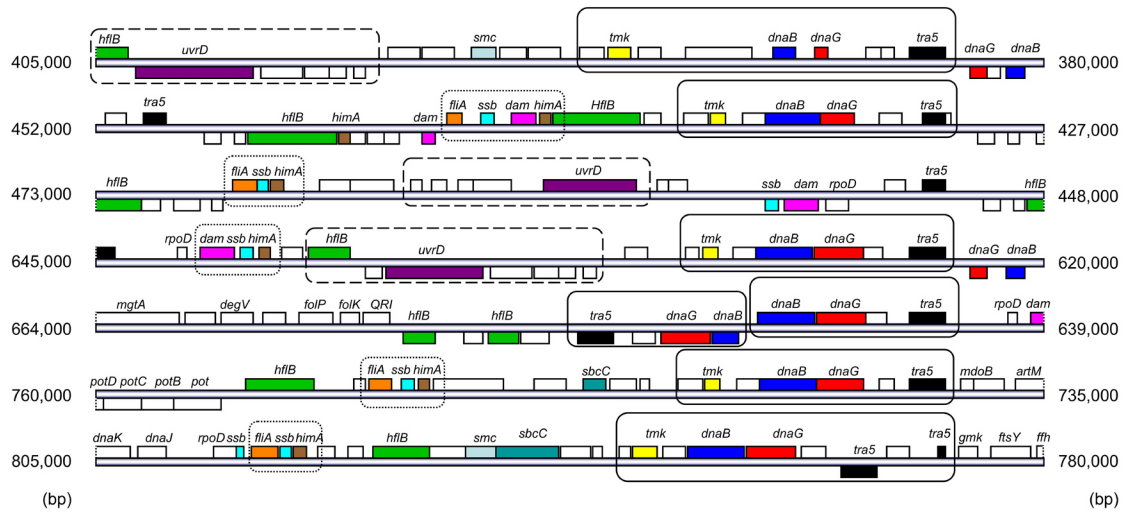 hflB uvrD smc tmk dnaB dnaG tra5 dnaG dnaB
405,000 380,000
tra5 hflB himA dam fliA ssb dam himA HflB tmk dnaB dnaG tra5
452,000 427,000
hflB fliA ssb himA uvrD ssb dam rpoD tra5 hflB
473,000 448,000
rpoD dam ssb himA hflB uvrD tmk dnaB dnaG tra5 dnaG dnaB
645,000 620,000
mgtA degV folP folK QRI hflB hflB tra5 dnaG dnaB dnaB dnaG tra5 rpoD dam
664,000 639,000
potD potC potB pot hflB fliA ssb himA sbcC tmk dnaB dnaG tra5 mdoB artM
760,000 735,000
dnaK dnaJ rpoD ssb fliA ssb himA hflB smc sbcC tmk dnaB dnaG tra5 tra5 gmk ftsY ffh
805,000 780,000
(bp) (bp)